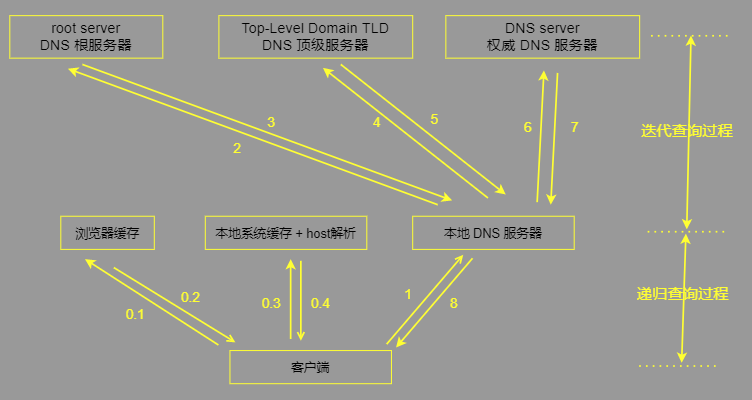 root server
DNS 根服务器
Top-Level Domain TLD
DNS 顶级服务器
DNS server
权威 DNS 服务器
3
2
4
5
6
7
迭代查询过程
浏览器缓存
本地系统缓存 + host解析
本地 DNS 服务器
0.1
0.2
0.3
0.4
1
8
递归查询过程
客户端